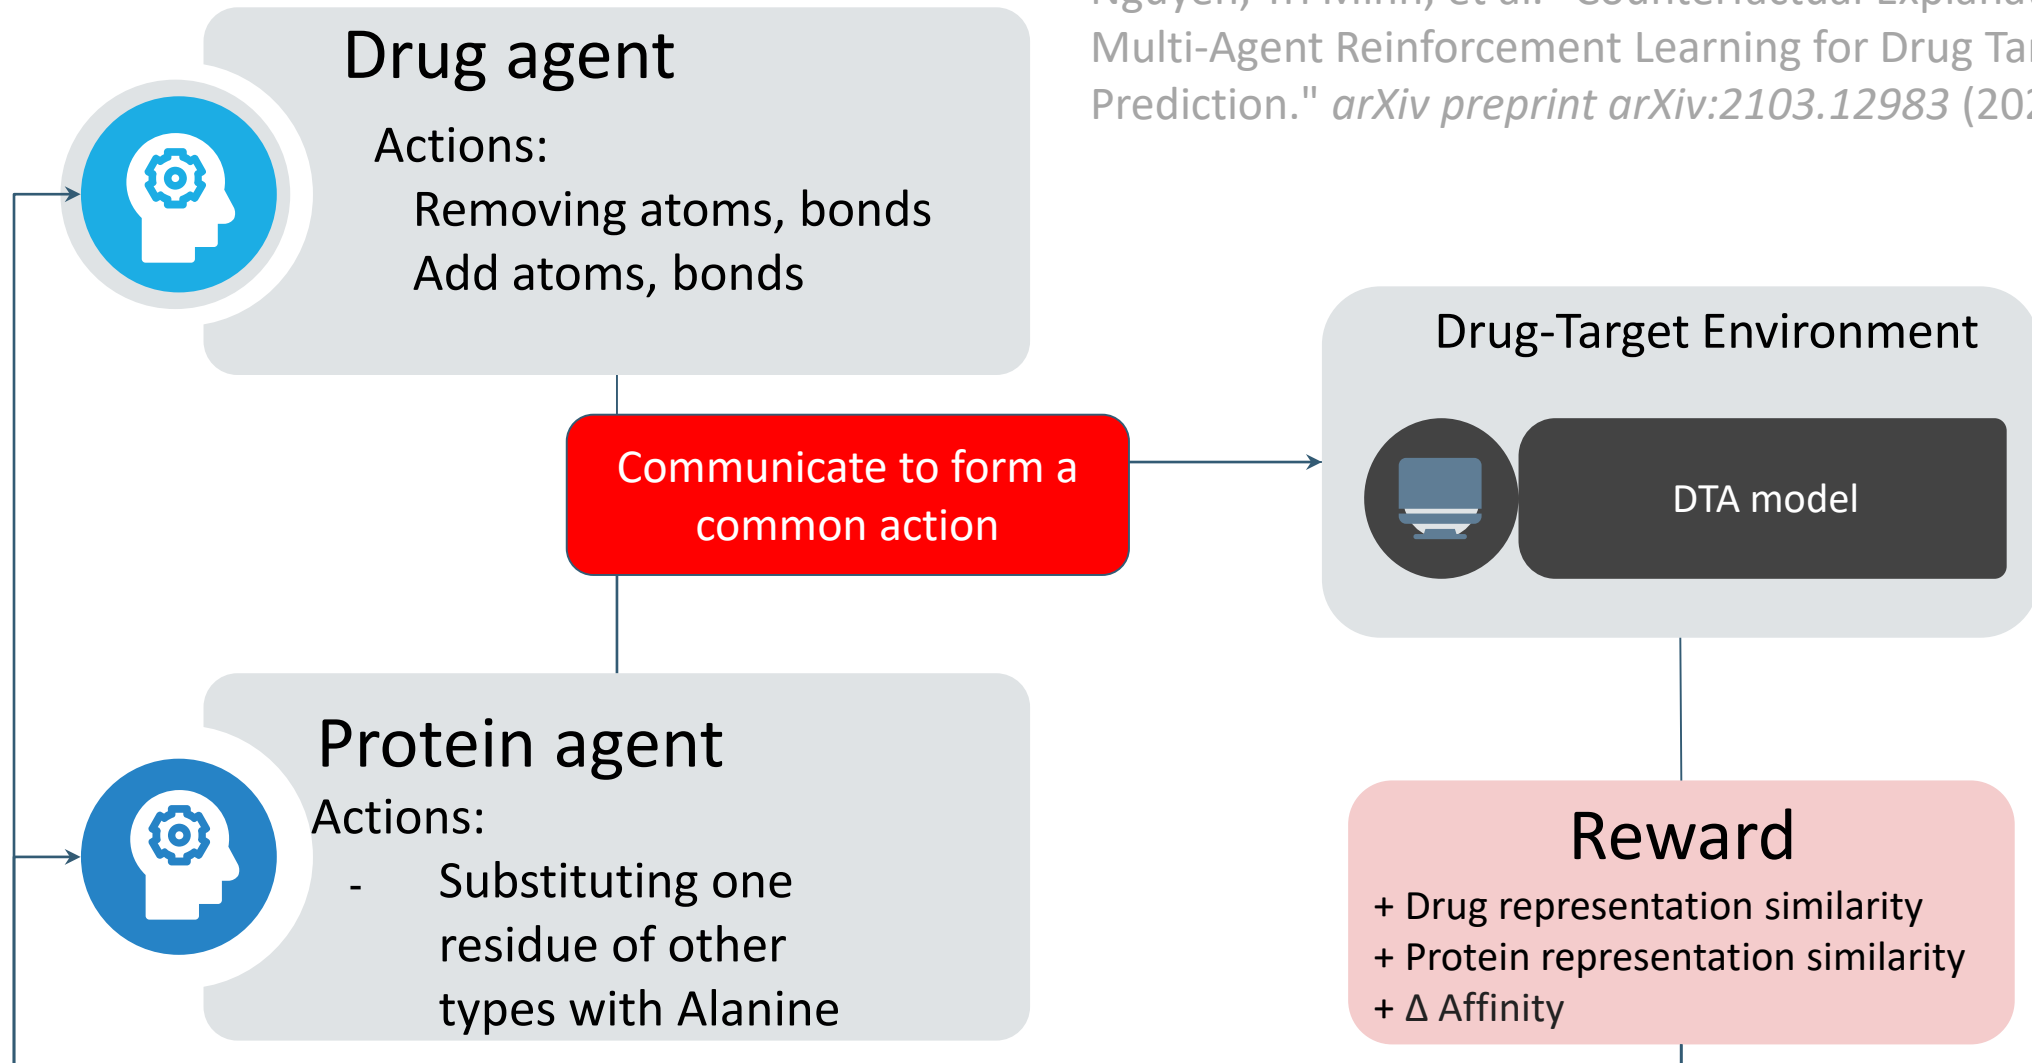 Drug agent
Actions:
Removing atoms, bonds
Add atoms, bonds
Multi-Agent Reinforcement Learning for Drug
Prediction." arXiv preprint arXiv:2103.12983
Drug-Target Environment
Communicate to form a
common action
DTA model
Protein agent
Actions:
- Substituting one
residue of other
types with Alanine
Reward
+ Drug representation similarity
+ Protein representation similarity
+ Δ Affinity